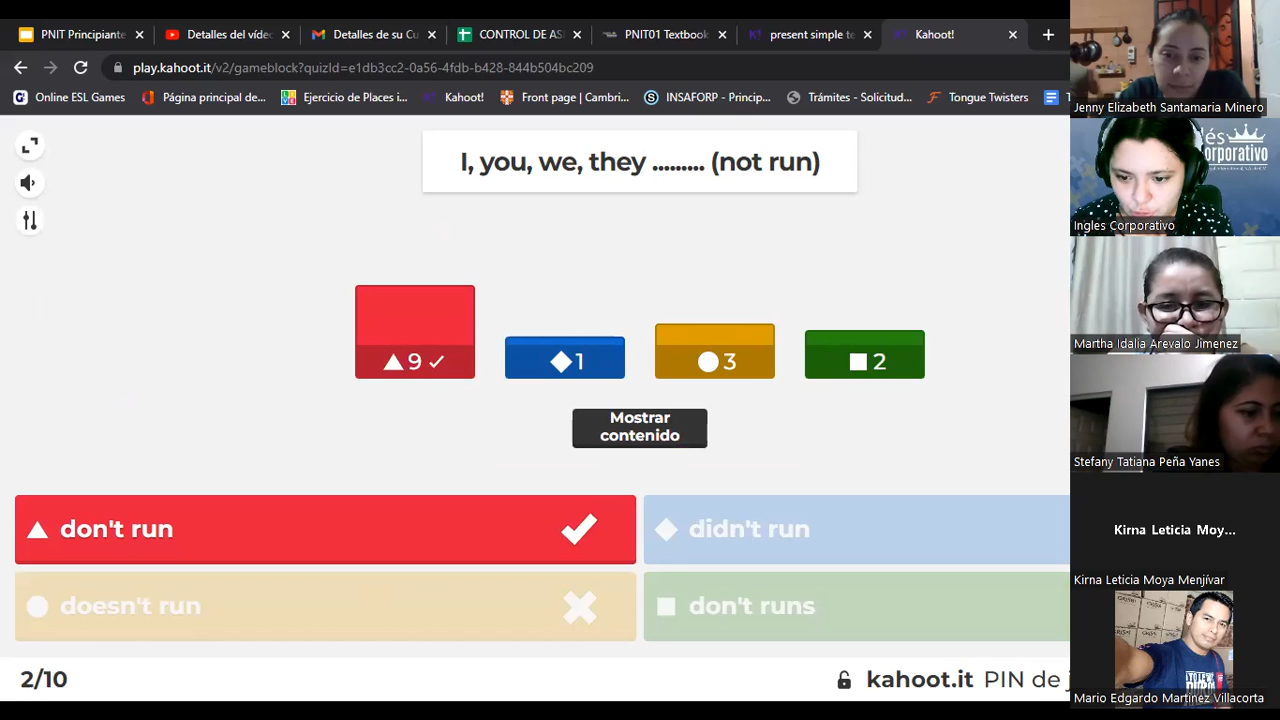 PNIT Principiante
Detalles del víde
Detalles de su Cu
CONTROL DE AS
PNIT01 Textbook
present simple te
Kahoot!
play.kahoot.it/v2/gameblock?quizId=e1db3cc2-0a56-4fdb-b428-844b504bc209
Online ESL Games
Página principal de...
Ejercicio de Places i...
Kahoot!
Front page | Cambri...
INSAFORP - Princip...
Trámites - Solicitud...
Tongue Twisters
I, you, we, they ......... (not run)
9
1
3
2
Mostrar
contenido
don't run
didn't run
doesn't run
don't runs
2/10
kahoot.it PIN de j
Jenny Elizabeth Santamaria Minero
és
orporativo
Ingles Corporativo
Martha Idalia Arevalo Jimenez
Stefany Tatiana Peña Yanes
Kirna Leticia Moy...
Kirna Leticia Moya Menjívar
Mario Edgardo Martínez Villacorta